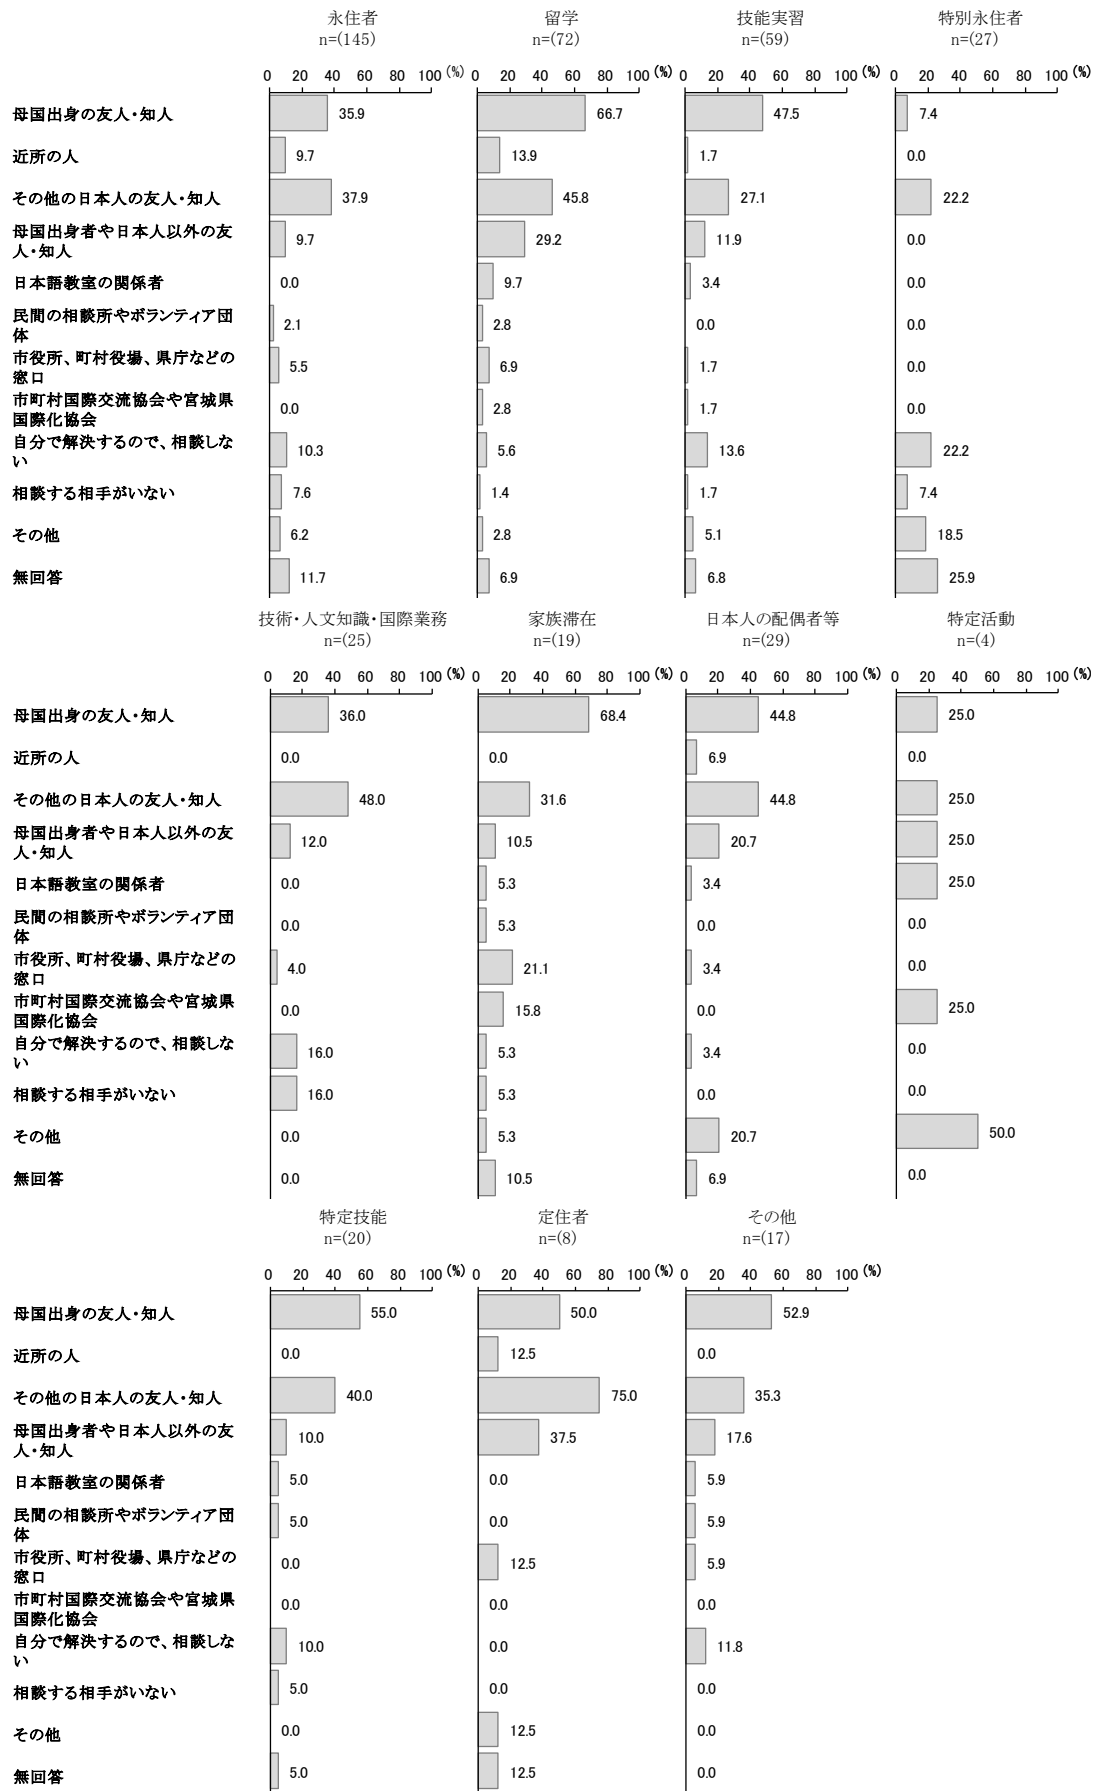 永住者 留学 技能実習 特別永住者
n=(145) n=(72) n=(59) n=(27)
0 20 40 60 80 100 (%) 0 20 40 60 80 100 (%) 0 20 40 60 80 100 (%) 0 20 40 60 80 100 (%)
母国出身の友人・知人 35.9 66.7 47.5 7.4
近所の人 9.7 13.9 1.7 0.0
その他の日本人の友人・知人 37.9 45.8 27.1 22.2
母国出身者や日本人以外の友
人・知人 9.7 29.2 11.9 0.0
日本語教室の関係者 0.0 9.7 3.4 0.0
民間の相談所やボランティア団
体 2.1 2.8 0.0 0.0
市役所、町村役場、県庁などの
窓口 5.5 6.9 1.7 0.0
市町村国際交流協会や宮城県
国際化協会 0.0 2.8 1.7 0.0
自分で解決するので、相談しな
い 10.3 5.6 13.6 22.2
相談する相手がいない 7.6 1.4 1.7 7.4
その他 6.2 2.8 5.1 18.5
無回答 11.7 6.9 6.8 25.9
技術・人文知識・国際業務 家族滞在 日本人の配偶者等 特定活動
n=(25) n=(19) n=(29) n=(4)
0 20 40 60 80 100 (%) 0 20 40 60 80 100 (%) 0 20 40 60 80 100 (%) 0 20 40 60 80 100 (%)
母国出身の友人・知人 36.0 68.4 44.8 25.0
近所の人 0.0 0.0 6.9 0.0
その他の日本人の友人・知人 48.0 31.6 44.8 25.0
母国出身者や日本人以外の友
人・知人 12.0 10.5 20.7 25.0
日本語教室の関係者 0.0 5.3 3.4 25.0
民間の相談所やボランティア団
体 0.0 5.3 0.0 0.0
市役所、町村役場、県庁などの
窓口 4.0 21.1 3.4 0.0
市町村国際交流協会や宮城県
国際化協会 0.0 15.8 0.0 25.0
自分で解決するので、相談しな
い 16.0 5.3 3.4 0.0
相談する相手がいない 16.0 5.3 0.0 0.0
その他 0.0 5.3 20.7 50.0
無回答 0.0 10.5 6.9 0.0
特定技能 定住者 その他
n=(20) n=(8) n=(17)
0 20 40 60 80 100 (%) 0 20 40 60 80 100 (%) 0 20 40 60 80 100 (%)
母国出身の友人・知人 55.0 50.0 52.9
近所の人 0.0 12.5 0.0
その他の日本人の友人・知人 40.0 75.0 35.3
母国出身者や日本人以外の友
人・知人 10.0 37.5 17.6
日本語教室の関係者 5.0 0.0 5.9
民間の相談所やボランティア団
体 5.0 0.0 5.9
市役所、町村役場、県庁などの
窓口 0.0 12.5 5.9
市町村国際交流協会や宮城県
国際化協会 0.0 0.0 0.0
自分で解決するので、相談しな
い 10.0 0.0 11.8
相談する相手がいない 5.0 0.0 0.0
その他 0.0 12.5 0.0
無回答 5.0 12.5 0.0